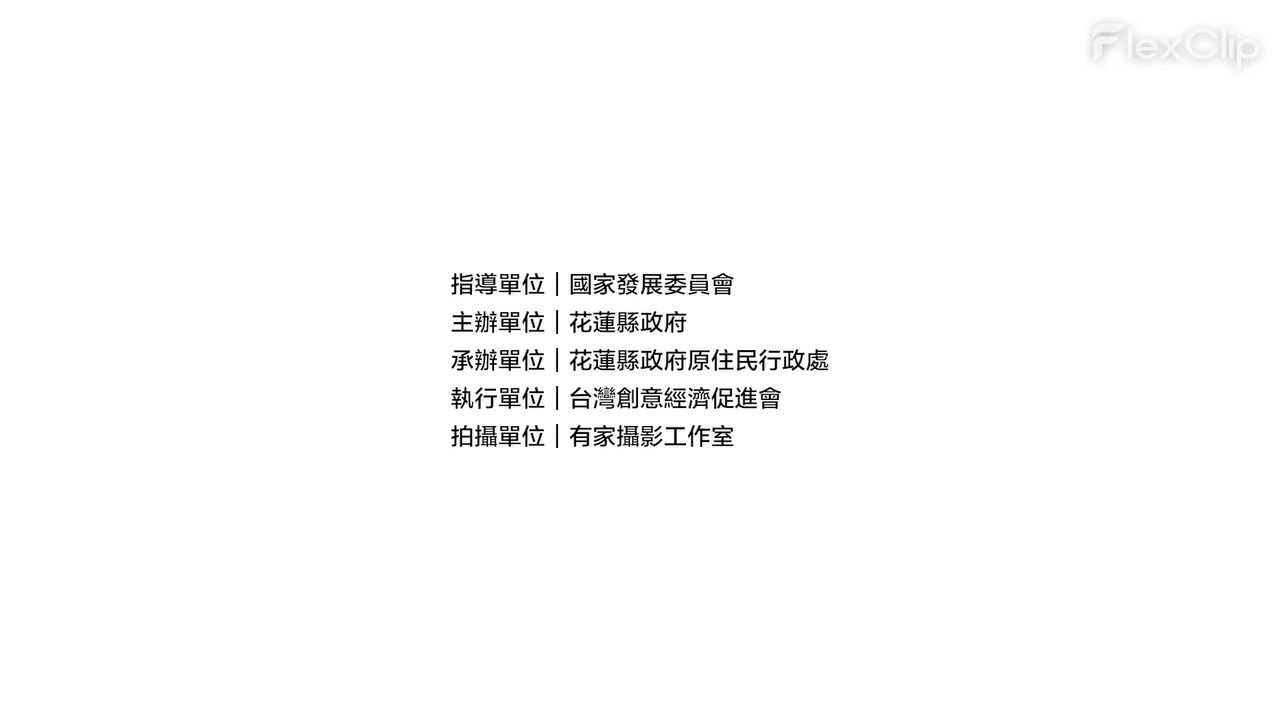 FlexClip
指導單位｜國家發展委員會
主辦單位｜花蓮縣政府
承辦單位｜花蓮縣政府原住民行政處
執行單位｜台灣創意經濟促進會
拍攝單位｜有家攝影工作室